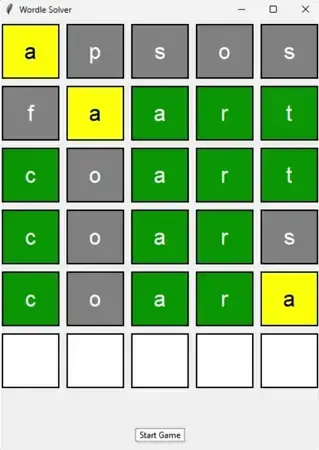 Wordle Solver
a p s o s
f a a r t
c o a r t
c o a r s
c o a r a
Start Game